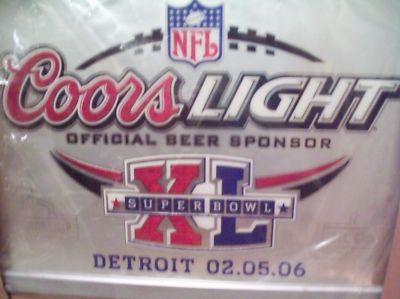 NFL
Coors LIGHT
OFFICIAL BEER SPONSOR
XL
SUPER BOWL
DETROIT 02.05.06